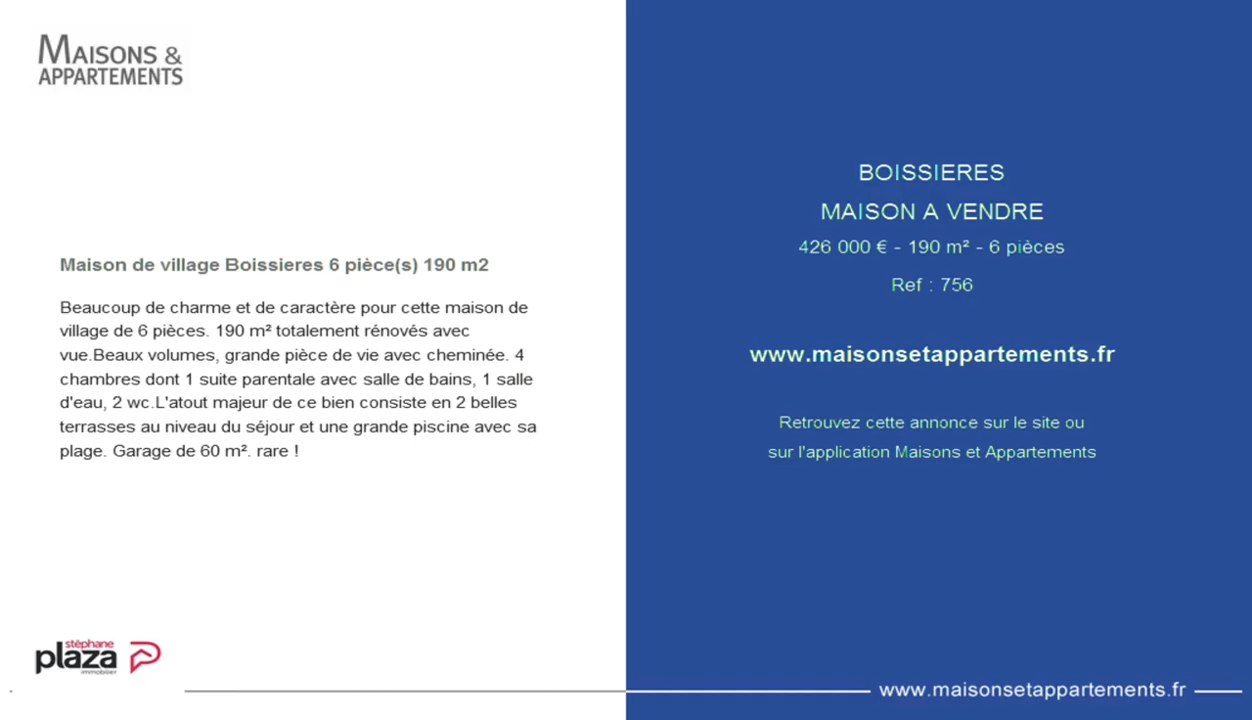 MAISONS &
APPARTEMENTS
Maison de village Boissieres 6 pièce(s) 190 m2
Beaucoup de charme et de caractère pour cette maison de
village de 6 pièces. 190 m² totalement rénovés avec
vue.Beaux volumes, grande pièce de vie avec cheminée. 4
chambres dont 1 suite parentale avec salle de bains, 1 salle
d'eau, 2 wc.L'atout majeur de ce bien consiste en 2 belles
terrasses au niveau du séjour et une grande piscine avec sa
plage. Garage de 60 m². rare !
stéphane
plaza
immobilier
BOISSIERES
MAISON A VENDRE
426 000 € - 190 m² - 6 pièces
Ref : 756
www.maisonsetappartements.fr
Retrouvez cette annonce sur le site ou
sur l'application Maisons et Appartements
www.maisonsetappartements.fr